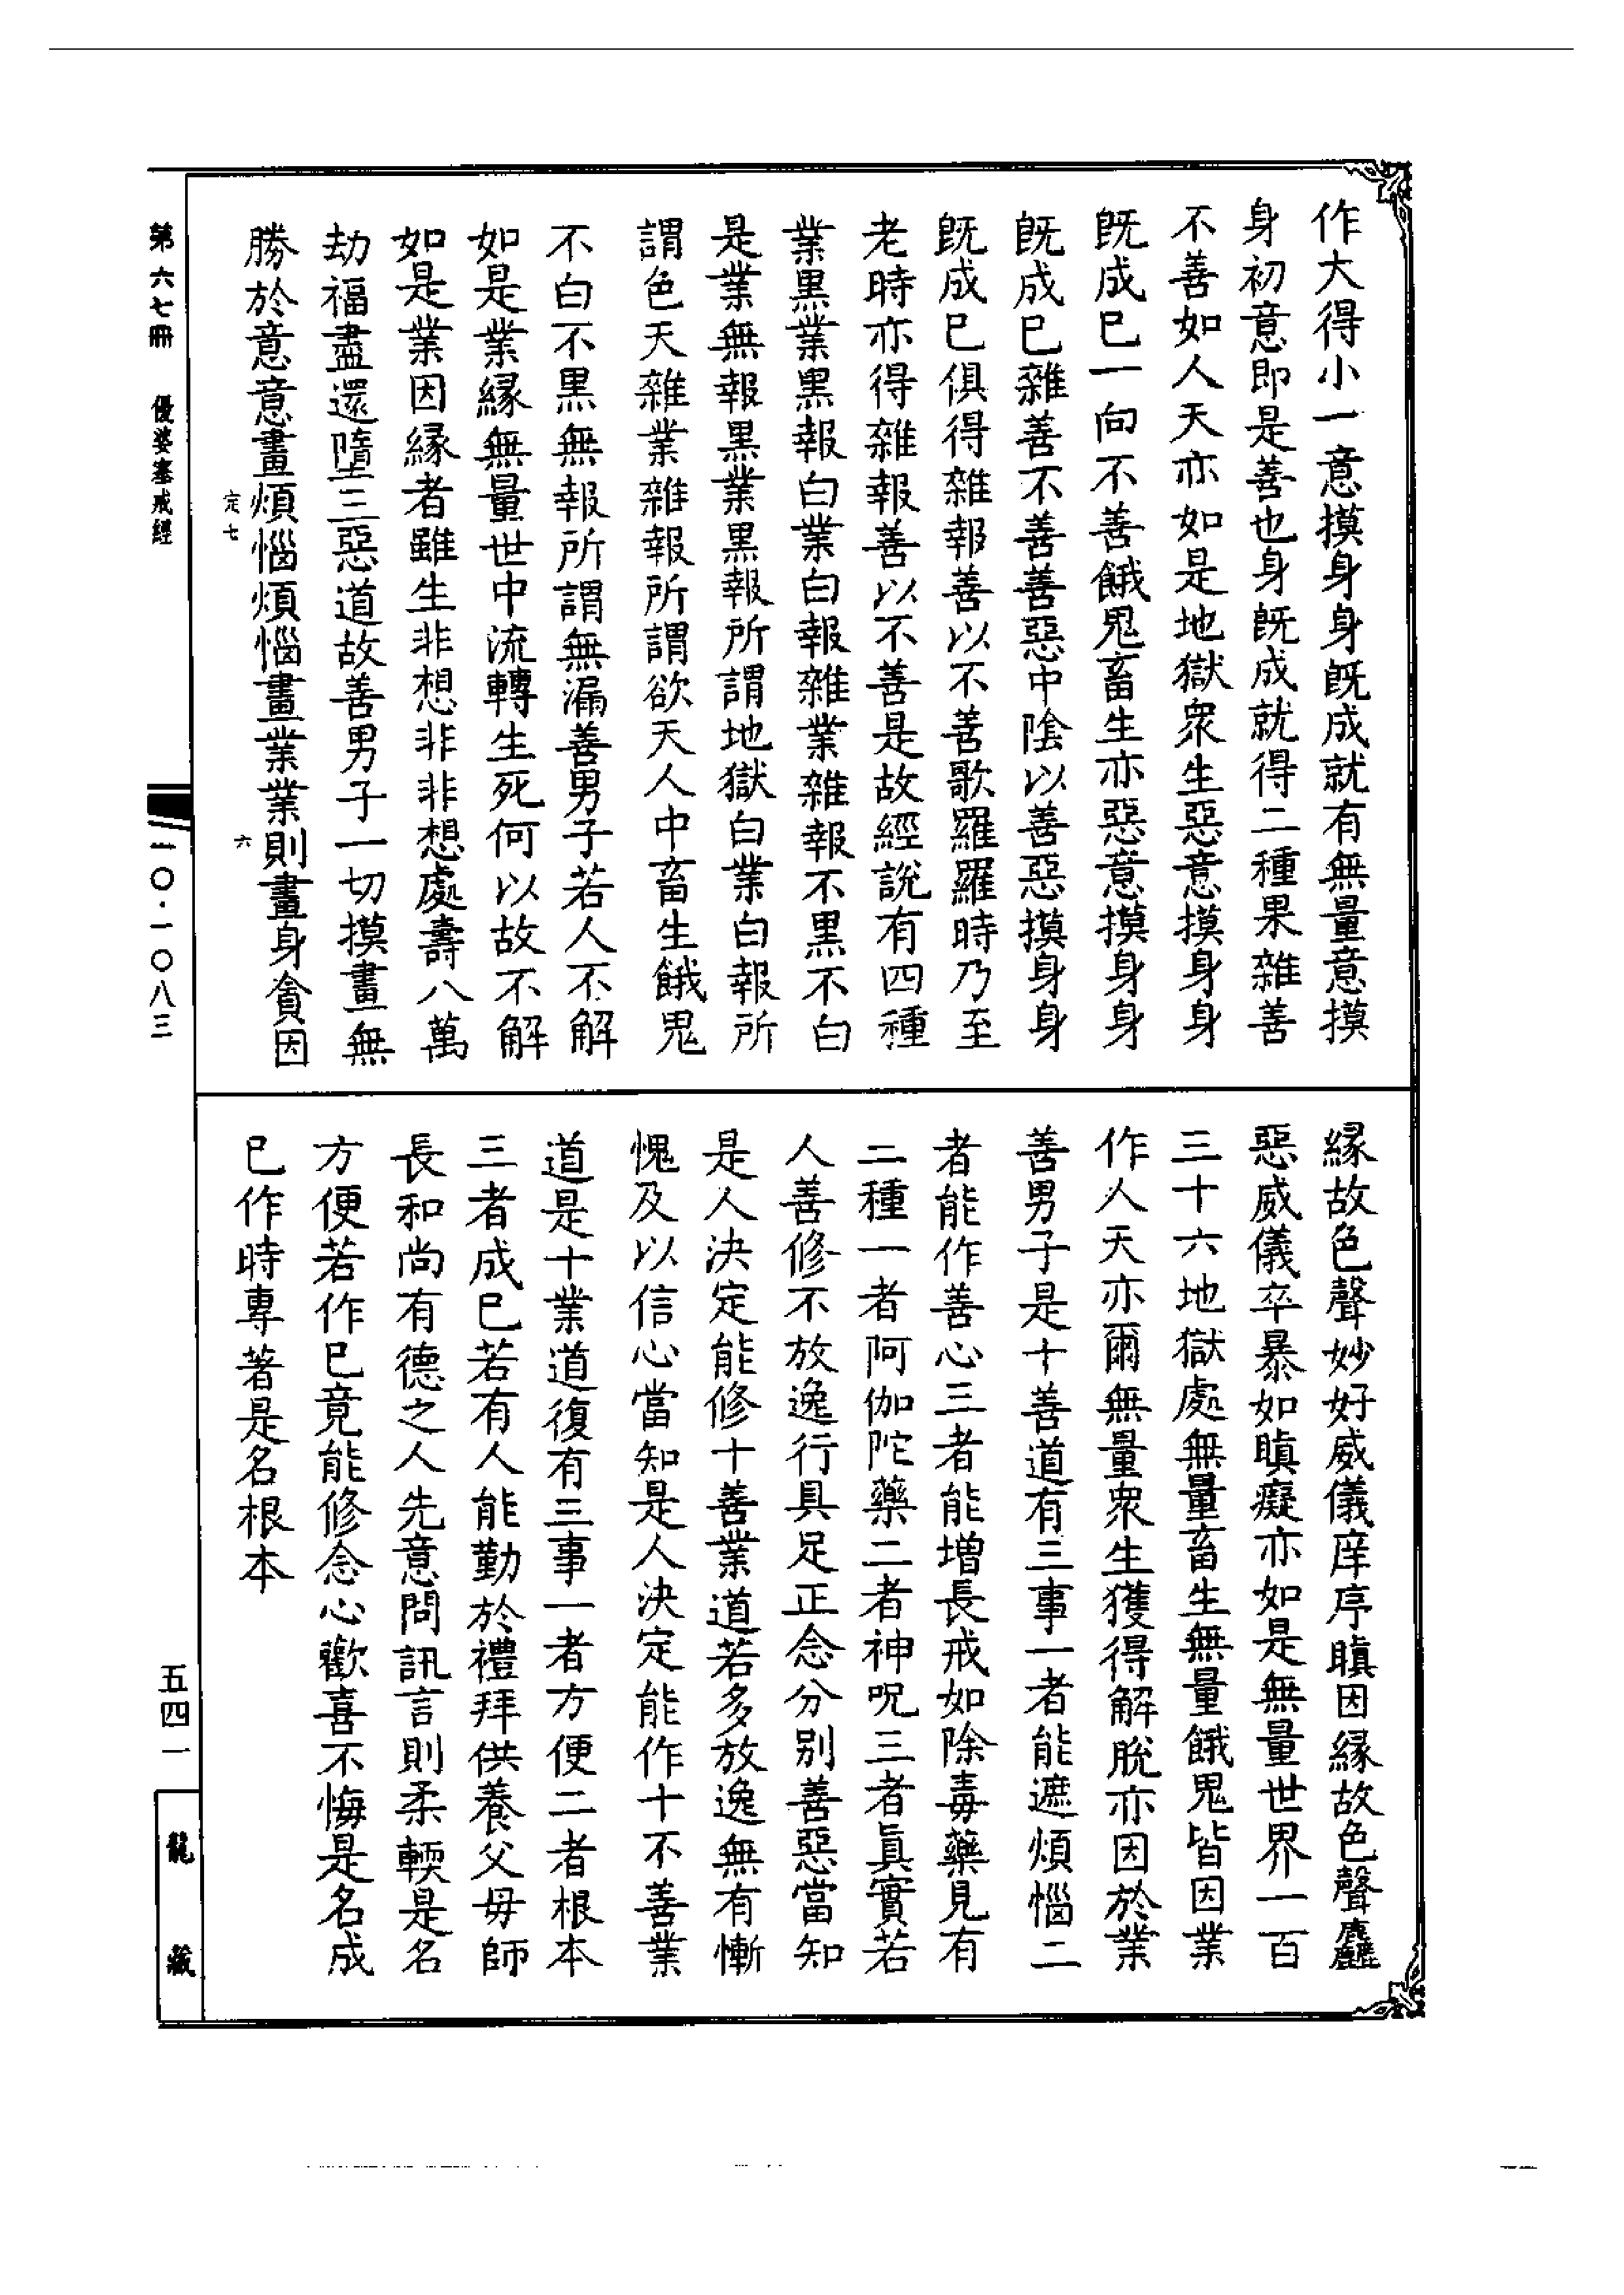 作大得小一意摸身身旣成就有無量意摸
身初意即是善也身旣成就得二種果雜善
不善如人天亦如是地獄衆生惡意摸身身
旣成巳一向不善餓鬼畜生亦惡意摸身身
旣成巳雜善不善善惡中隂以善惡摸身身
旣成巳俱得雜報善以不善歌羅羅時乃至
老時亦得雜報善以不善是故經說有四種
業黒業黒報白業白報雜業雜報不黒不白
是業無報黒業黒報所謂地獄白業白報所
謂色天雜業雜報所謂欲天人中畜生餓鬼
不白不黒無報所謂無漏善男子若人不解
如是業縁無量世中流轉生死何以故不解
如是業因縁者雖生非想非非想處壽八萬
劫福盡還墮三惡道故善男子一切摸畫無
勝於意意畫煩惱煩惱畫業業則畫身貪因
定七
六
縁故色聲妙好威儀庠序瞋因縁故色聲麤
惡威儀卒暴如瞋癡亦如是無量世界一百
三十六地獄處無量畜生無量餓鬼皆因業
作人天亦爾無量衆生獲得解脫亦因於業
善男子是十善道有三事一者能遮煩惱二
者能作善心三者能增長戒如除毒藥見有
二種一者阿伽陀藥二者神呪三者眞實若
人善修不放逸行具足正念分别善惡當知
是人決定能修十善業道若多放逸無有慚
愧及以信心當知是人決定能作十不善業
道是十業道復有三事一者方便二者根本
三者成巳若有人能勤於禮拜供養父毋師
長和尚有德之人先意問訊言則柔輭是名
方便若作巳竟能修念心歡喜不悔是名成
巳作時專著是名根本
第六七冊 優婆塞戒經
一〇·一〇八三
五四一
龍藏